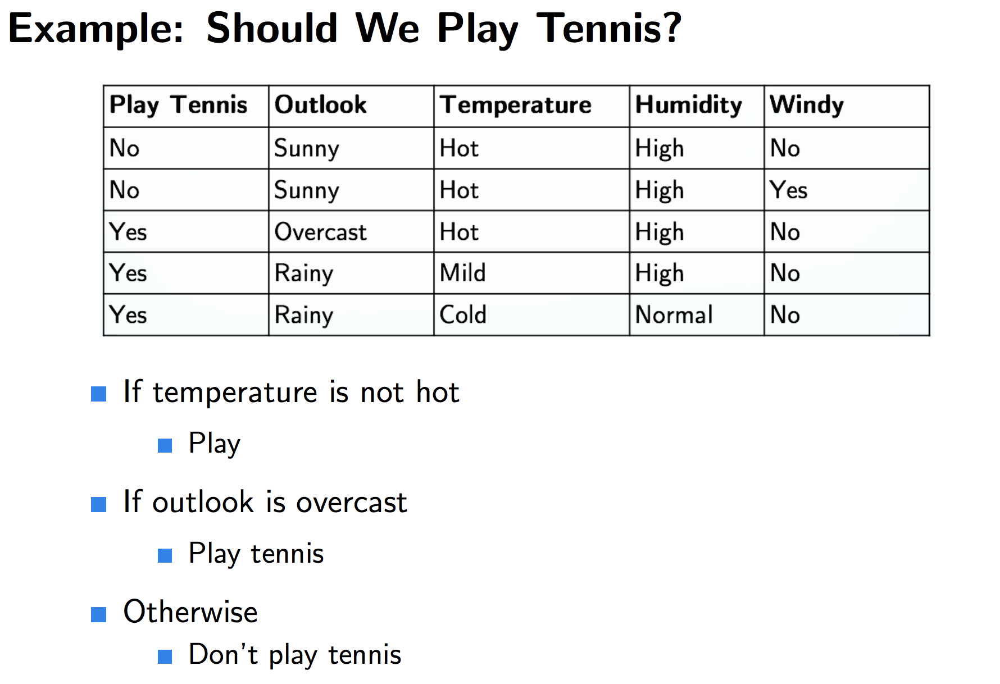 Example: Should We Play Tennis?
Play Tennis Outlook Temperature Humidity Windy
No Sunny Hot High No
No Sunny Hot High Yes
Yes Overcast Hot High No
Yes Rainy Mild High No
Yes Rainy Cold Normal No
If temperature is not hot
Play
If outlook is overcast
Play tennis
Otherwise
Don't play tennis